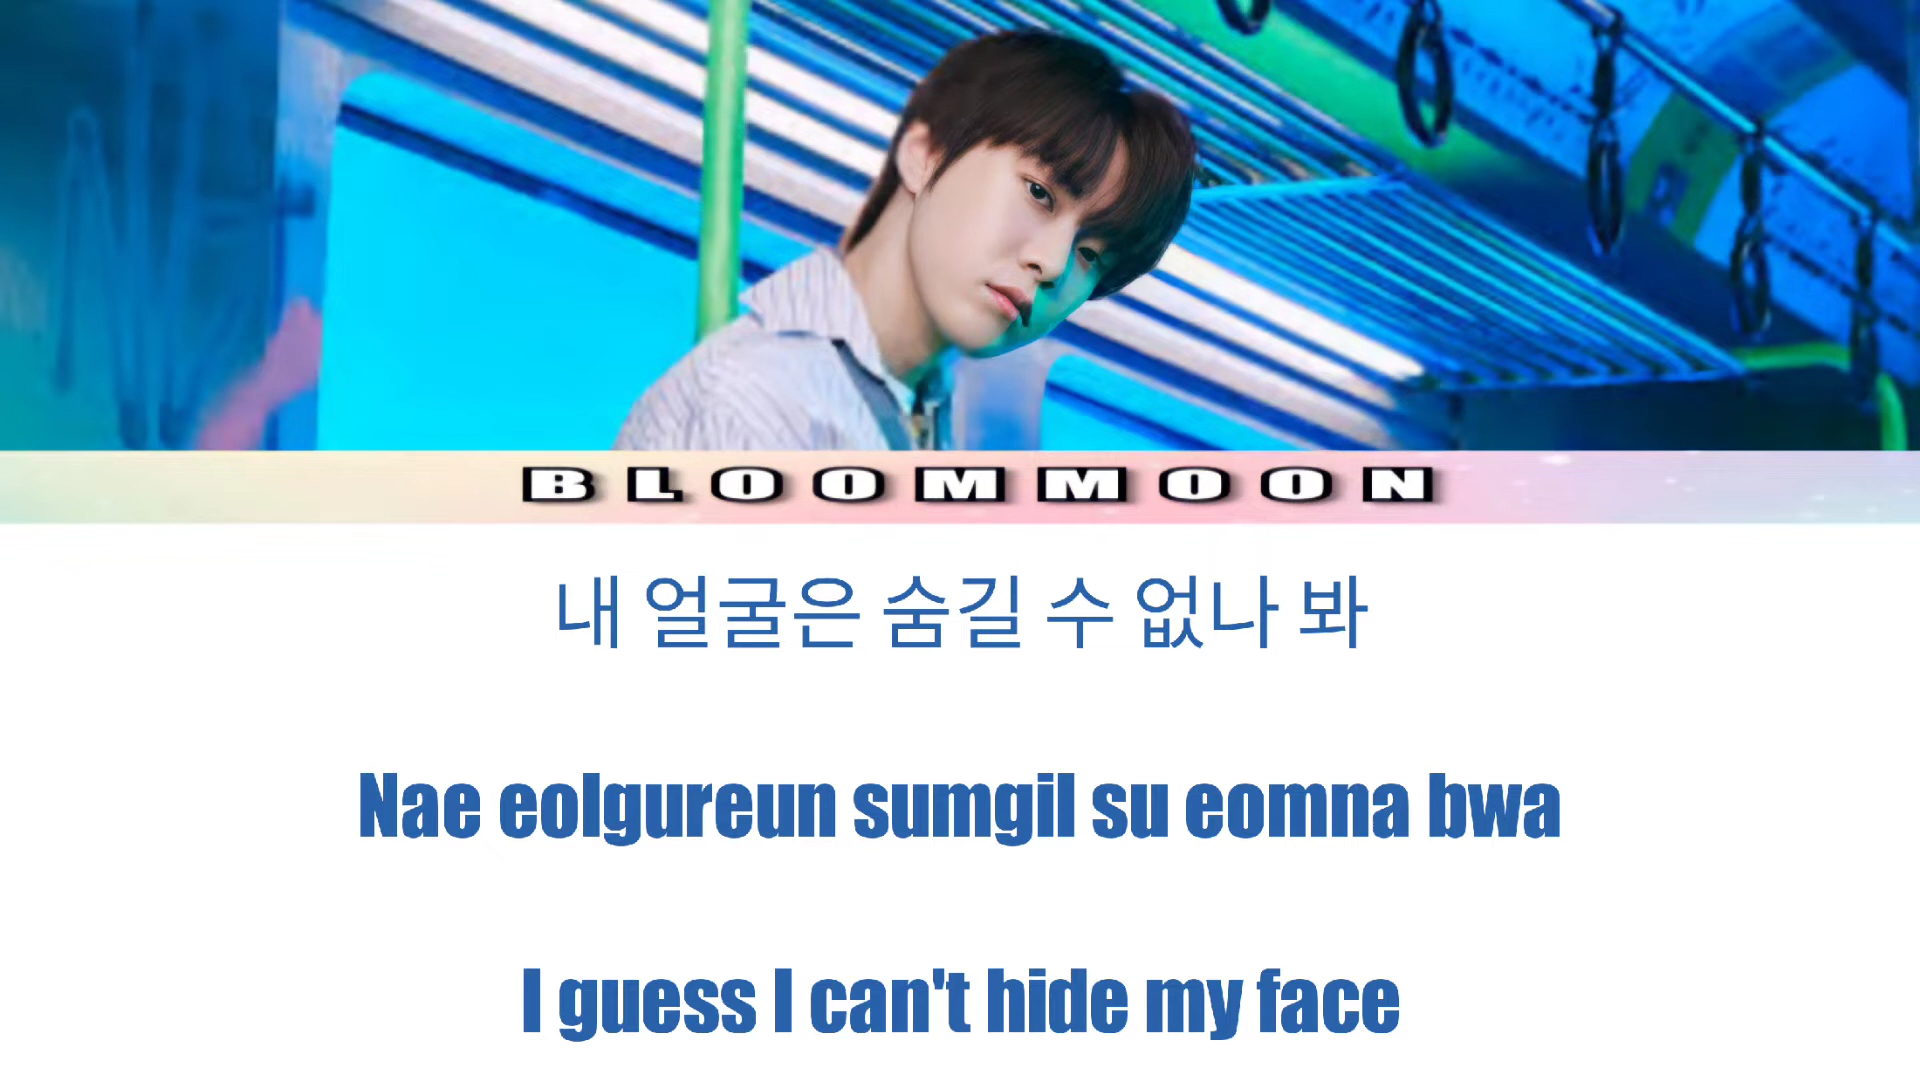 BLOOMMOON
내 얼굴은 숨길 수 없나 봐
Nae eolgureun sumgil su eomna bwa
I guess I can't hide my face